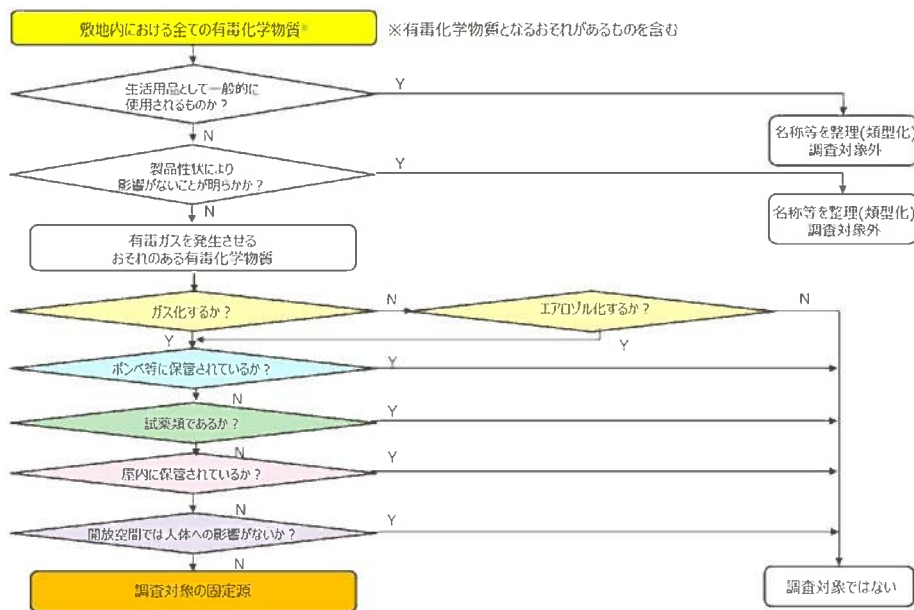 敷地内における全ての有毒化学物質※
※有毒化学物質となるおそれがあるものを含む
生活用品として一般的に
使用されるものか？
Y
N
名称等を整理(類型化)
調査対象外
製品性状により
影響がないことが明らかか？
Y
N
名称等を整理(類型化)
調査対象外
有毒ガスを発生させる
おそれのある有毒化学物質
ガス化するか？
N
エアロゾル化するか？
N
Y
Y
ボンベ等に保管されているか？
Y
N
試薬類であるか？
Y
N
屋内に保管されているか？
Y
N
開放空間では人体への影響がないか？
Y
N
調査対象の固定源
調査対象ではない